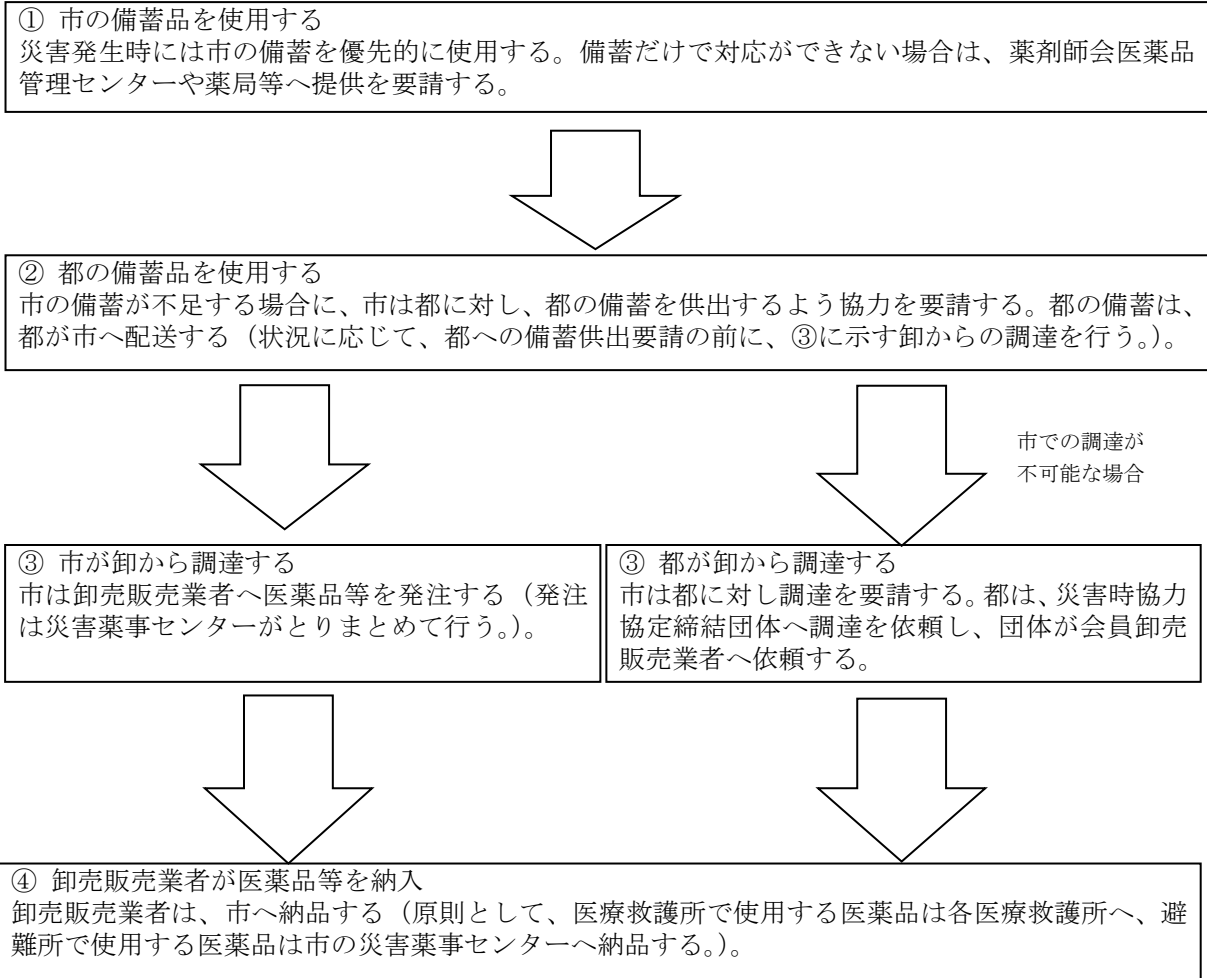 ① 市の備蓄品を使用する
災害発生時には市の備蓄を優先的に使用する。備蓄だけで対応ができない場合は、薬剤師会医薬品
管理センターや薬局等へ提供を要請する。
② 都の備蓄品を使用する
市の備蓄が不足する場合に、市は都に対し、都の備蓄を供出するよう協力を要請する。都の備蓄は、
都が市へ配送する（状況に応じて、都への備蓄供出要請の前に、③に示す卸からの調達を行う。）。
市での調達が
不可能な場合
③ 市が卸から調達する
市は卸売販売業者へ医薬品等を発注する（発注
は災害薬事センターがとりまとめて行う。）。
③ 都が卸から調達する
市は都に対し調達を要請する。都は、災害時協力
協定締結団体へ調達を依頼し、団体が会員卸売
販売業者へ依頼する。
④ 卸売販売業者が医薬品等を納入
卸売販売業者は、市へ納品する（原則として、医療救護所で使用する医薬品は各医療救護所へ、避
難所で使用する医薬品は市の災害薬事センターへ納品する。）。